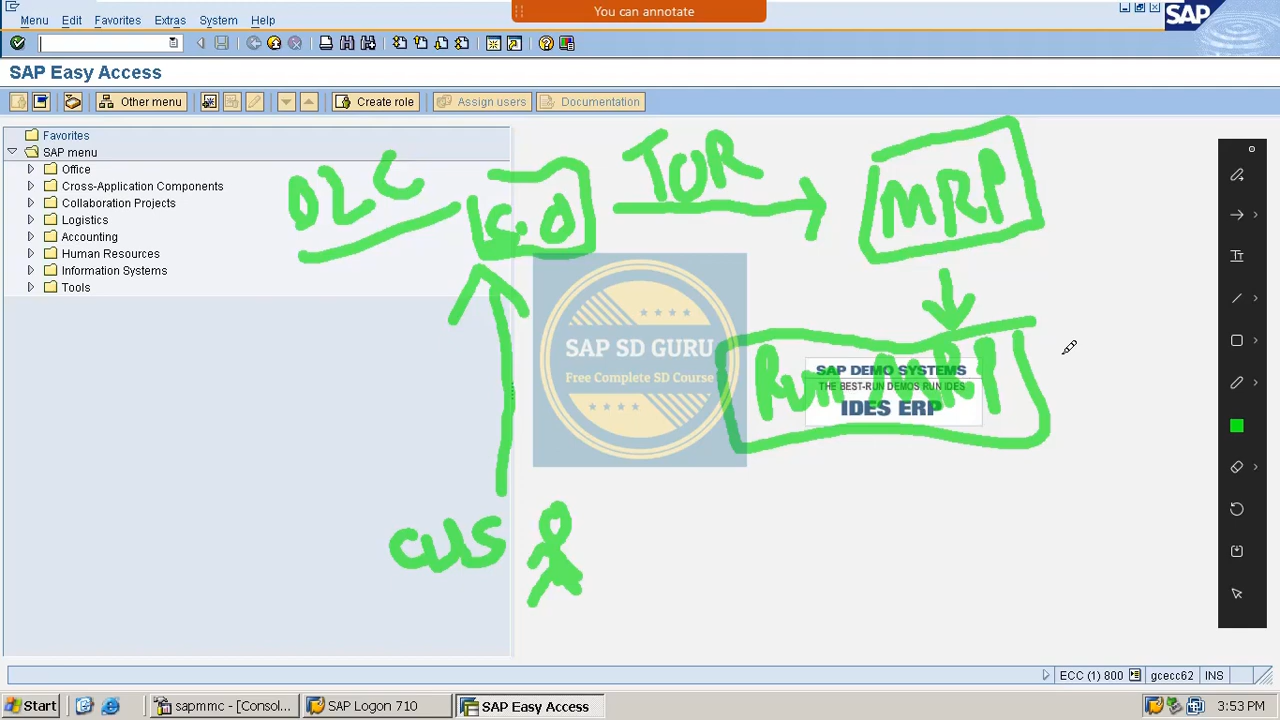 You can annotate
Menu Edit Favorites Extras System Help
SAP
SAP Easy Access
Other menu Create role Assign users Documentation
Favorites
SAP menu
Office
Cross-Application Components
Collaboration Projects
Logistics
Accounting
Human Resources
Information Systems
Tools
O2C
C.O
TOR
MRP
Run MRP
CUS
SAP SD GURU
Free Complete SD Course
SAP DEMO SYSTEMS
THE BEST-RUN DEMOS RUN IDES
IDES ERP
Tt
ECC (1) 800 gcecc62 INS
Start sapmmc - [Consol... SAP Logon 710 SAP Easy Access 3:53 PM